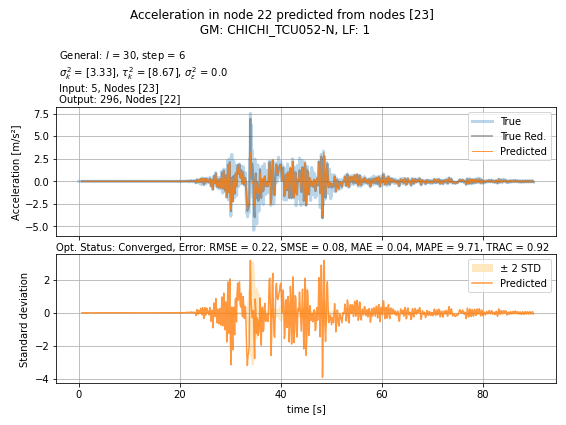 Acceleration in node 22 predicted from nodes [23]
GM: CHICHI_TCU052-N, LF: 1
General: l = 30, step = 6
σ²ₖ = [3.33], τ²ₖ = [8.67], σ²ε = 0.0
Input: 5, Nodes [23]
Output: 296, Nodes [22]
Acceleration [m/s²]
7.5
5.0
2.5
0.0
−2.5
−5.0
True
True Red.
Predicted
Opt. Status: Converged, Error: RMSE = 0.22, SMSE = 0.08, MAE = 0.04, MAPE = 9.71, TRAC = 0.92
Standard deviation
2
0
−2
−4
± 2 STD
Predicted
0 20 40 60 80
time [s]